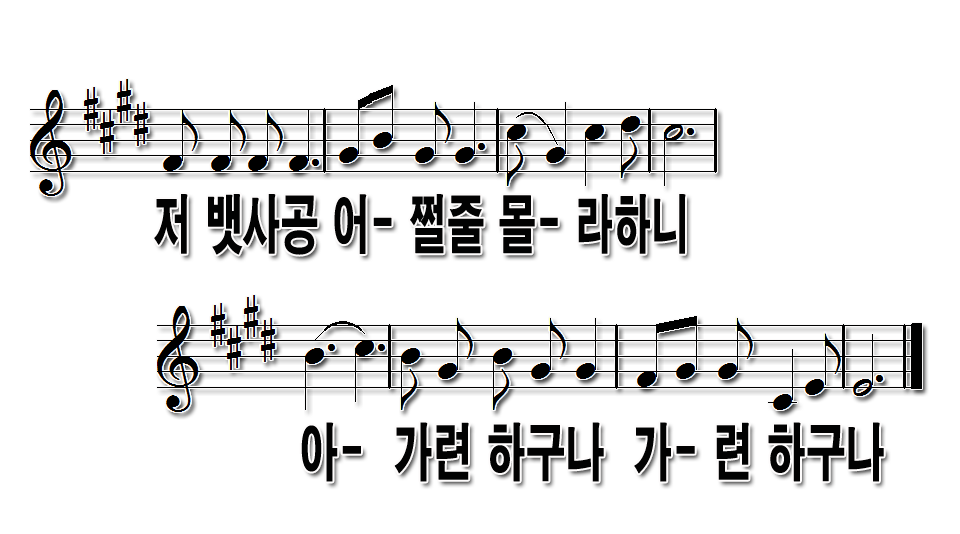 저 뱃사공 어- 쩔줄 몰- 라하니
아- 가련 하구나 가- 련 하구나